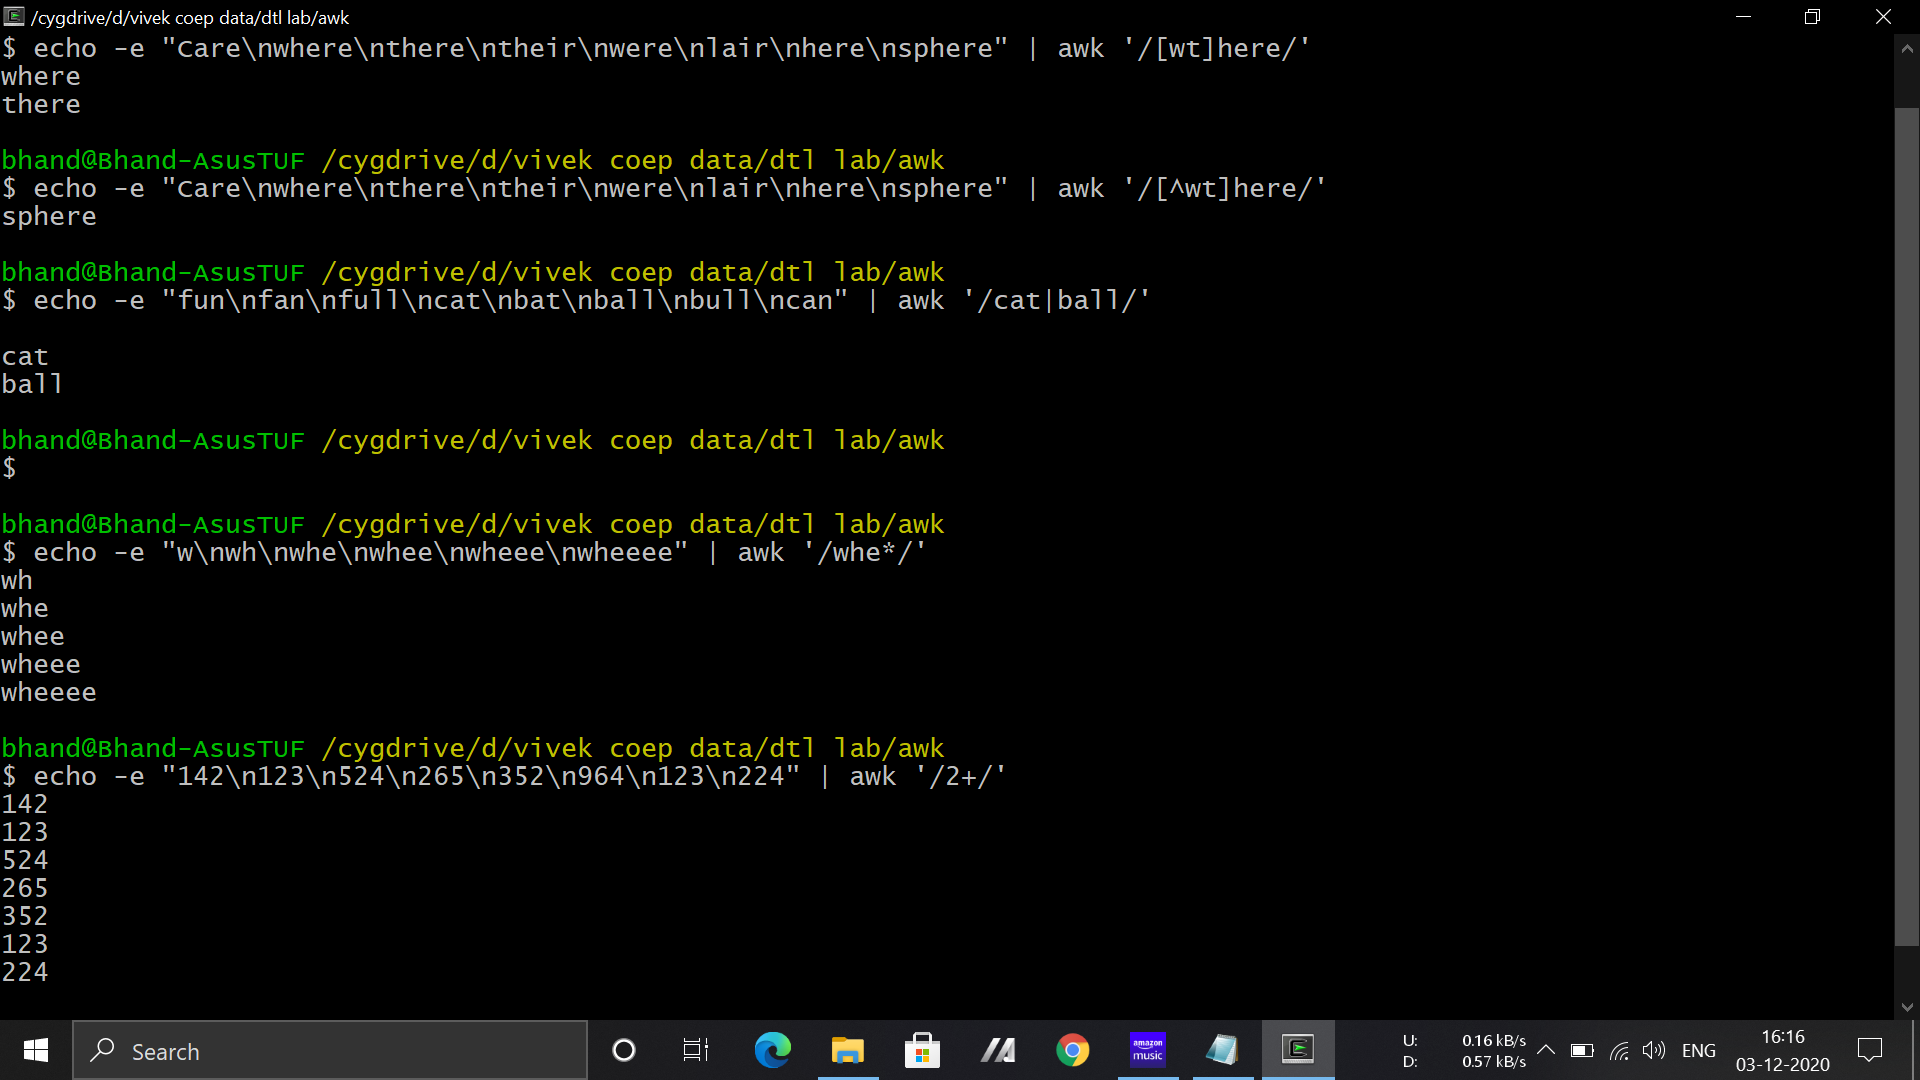 /cygdrive/d/vivek coep data/dtl lab/awk
$ echo -e "Care\nwhere\nthere\ntheir\nwere\nlair\nhere\nsphere" | awk '/[wt]here/'
where
there
bhand@Bhand-AsusTUF /cygdrive/d/vivek coep data/dtl lab/awk
$ echo -e "Care\nwhere\nthere\ntheir\nwere\nlair\nhere\nsphere" | awk '/[^wt]here/'
sphere
bhand@Bhand-AsusTUF /cygdrive/d/vivek coep data/dtl lab/awk
$ echo -e "fun\nfan\nfull\ncat\nbat\nball\nbull\ncan" | awk '/cat|ball/'
cat
ball
bhand@Bhand-AsusTUF /cygdrive/d/vivek coep data/dtl lab/awk
$
bhand@Bhand-AsusTUF /cygdrive/d/vivek coep data/dtl lab/awk
$ echo -e "w\nwh\nwhe\nwhee\nwheee\nwheeee" | awk '/whe*/'
wh
whe
whee
wheee
wheeee
bhand@Bhand-AsusTUF /cygdrive/d/vivek coep data/dtl lab/awk
$ echo -e "142\n123\n524\n265\n352\n964\n123\n224" | awk '/2+/'
142
123
524
265
352
123
224
Search
amazon
music
U: 0.16 kB/s
D: 0.57 kB/s
ENG
16:16
03-12-2020